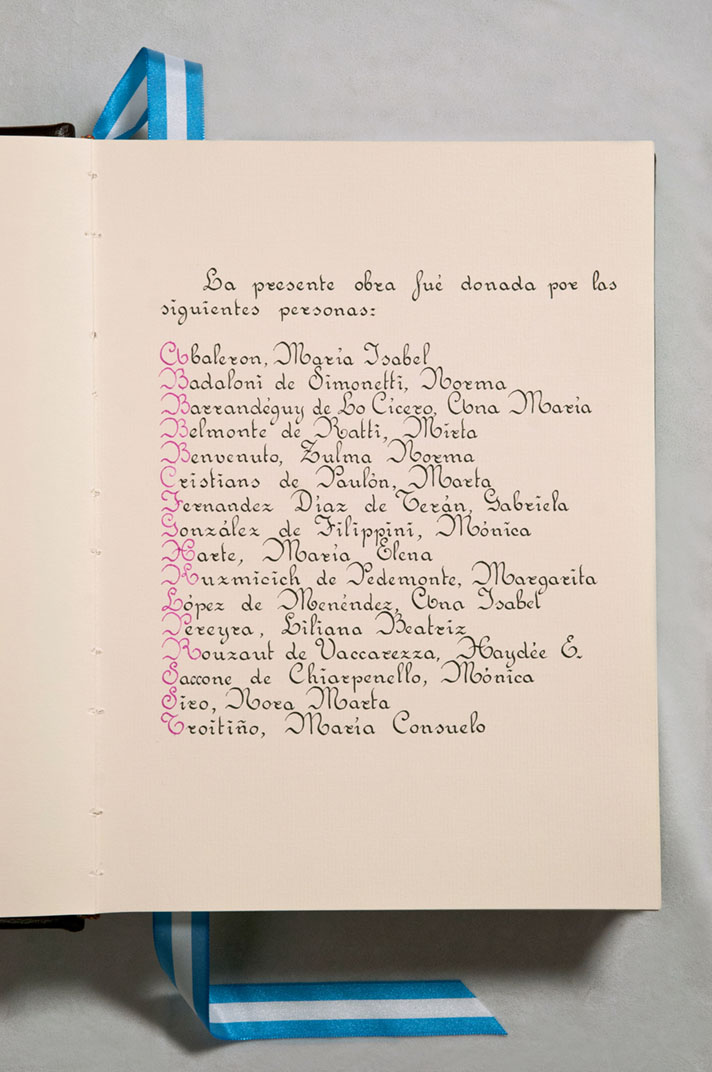 La presente obra fué donada por las
siguientes personas:
Abaleron, María Isabel
Badaloni de Simonetti, Norma
Barrandéguy de Lo Cícero, Ana María
Belmonte de Ratti, Mirta
Benvenuto, Zulma Norma
Cristians de Paulón, Marta
Fernandez Díaz de Terán, Gabriela
González de Filippini, Mónica
Harte, María Elena
Kuzmicich de Pedemonte, Margarita
López de Menéndez, Ana Isabel
Pereyra, Liliana Beatriz
Rouzaut de Vaccarezza, Haydée E.
Saccone de Chiarpenello, Mónica
Siro, Nora Marta
Troitiño, María Consuelo